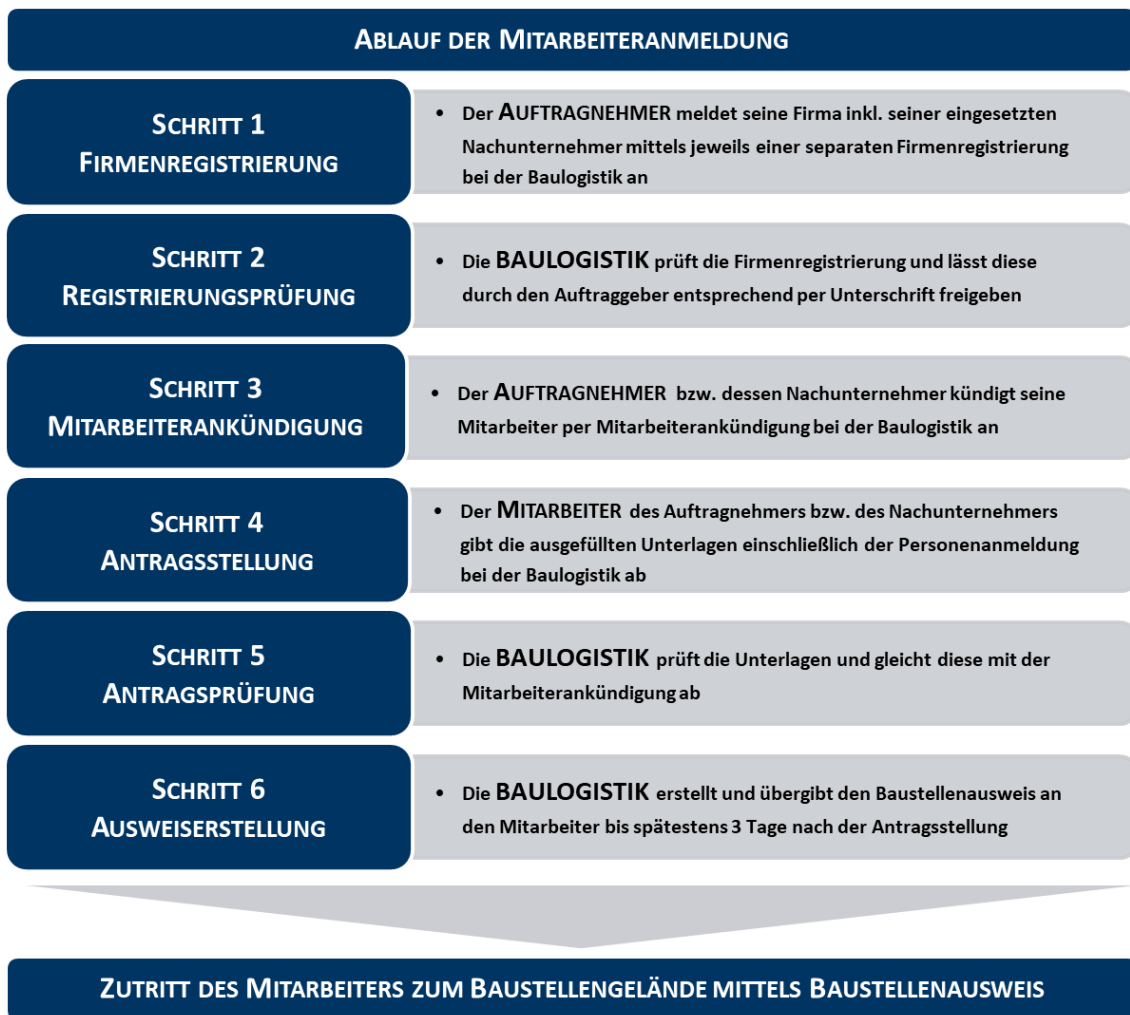 ABLAUF DER MITARBEITERANMELDUNG
SCHRITT 1
FIRMENREGISTRIERUNG
• Der AUFTRAGNEHMER meldet seine Firma inkl. seiner eingesetzten
Nachunternehmer mittels jeweils einer separaten Firmenregistrierung
bei der Baulogistik an
SCHRITT 2
REGISTRIERUNGSPRÜFUNG
• Die BAULOGISTIK prüft die Firmenregistrierung und lässt diese
durch den Auftraggeber entsprechend per Unterschrift freigeben
SCHRITT 3
MITARBEITERANKÜNDIGUNG
• Der AUFTRAGNEHMER bzw. dessen Nachunternehmer kündigt seine
Mitarbeiter per Mitarbeiterankündigung bei der Baulogistik an
SCHRITT 4
ANTRAGSSTELLUNG
• Der MITARBEITER des Auftragnehmers bzw. des Nachunternehmers
gibt die ausgefüllten Unterlagen einschließlich der Personenanmeldung
bei der Baulogistik ab
SCHRITT 5
ANTRAGSPRÜFUNG
• Die BAULOGISTIK prüft die Unterlagen und gleicht diese mit der
Mitarbeiterankündigung ab
SCHRITT 6
AUSWEISERSTELLUNG
• Die BAULOGISTIK erstellt und übergibt den Baustellenausweis an
den Mitarbeiter bis spätestens 3 Tage nach der Antragsstellung
ZUTRITT DES MITARBEITERS ZUM BAUSTELLENGELÄNDE MITTELS BAUSTELLENAUSWEIS